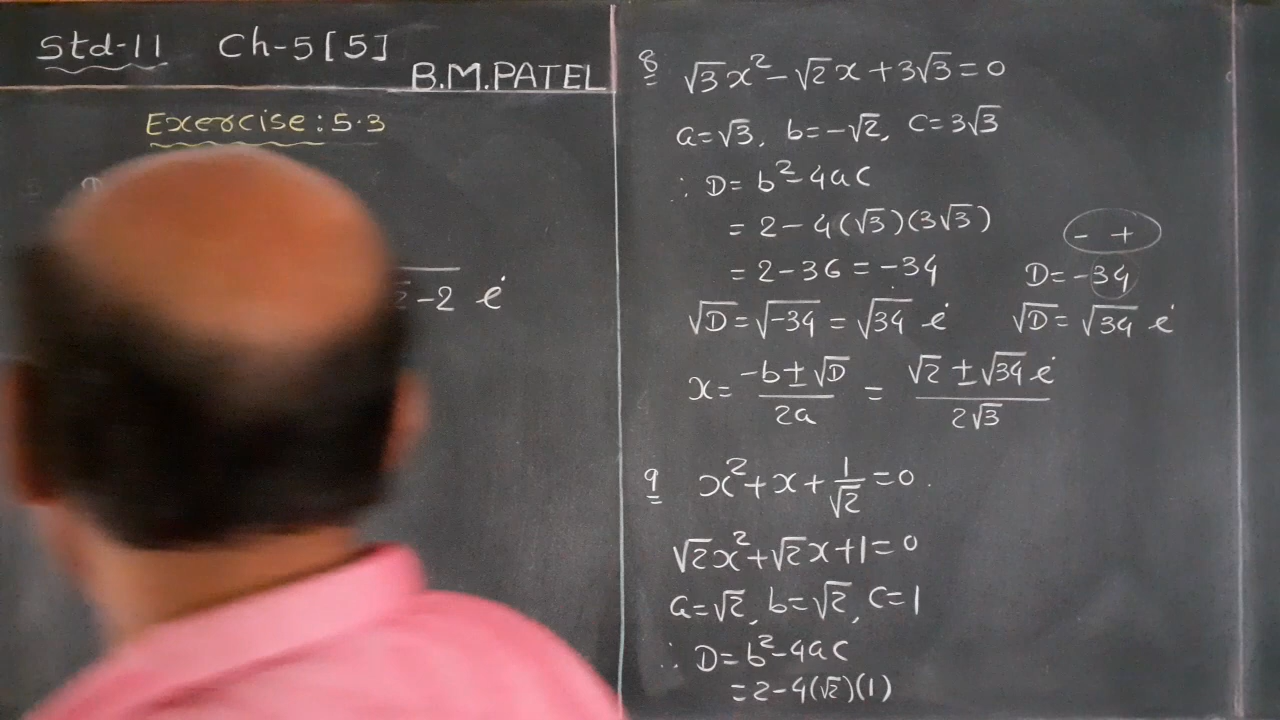 Std-11 Ch-5[5]
B.M.PATEL
Exercise: 5.3
-2 i
8 √3x² - √2x + 3√3 = 0
a=√3, b=-√2, c=3√3
∴ D= b²-4ac
= 2-4(√3)(3√3)
= 2-36 = -34
√D = √-34 = √34 i
- +
D=-34
√D = √34 i
x = (-b±√D)/2a = (√2 ± √34 i)/2√3
9 x²+x+1/√2=0.
√2x²+√2x+1=0
a=√2, b=√2, c=1
∴ D=b²-4ac
=2-4(√2)(1)